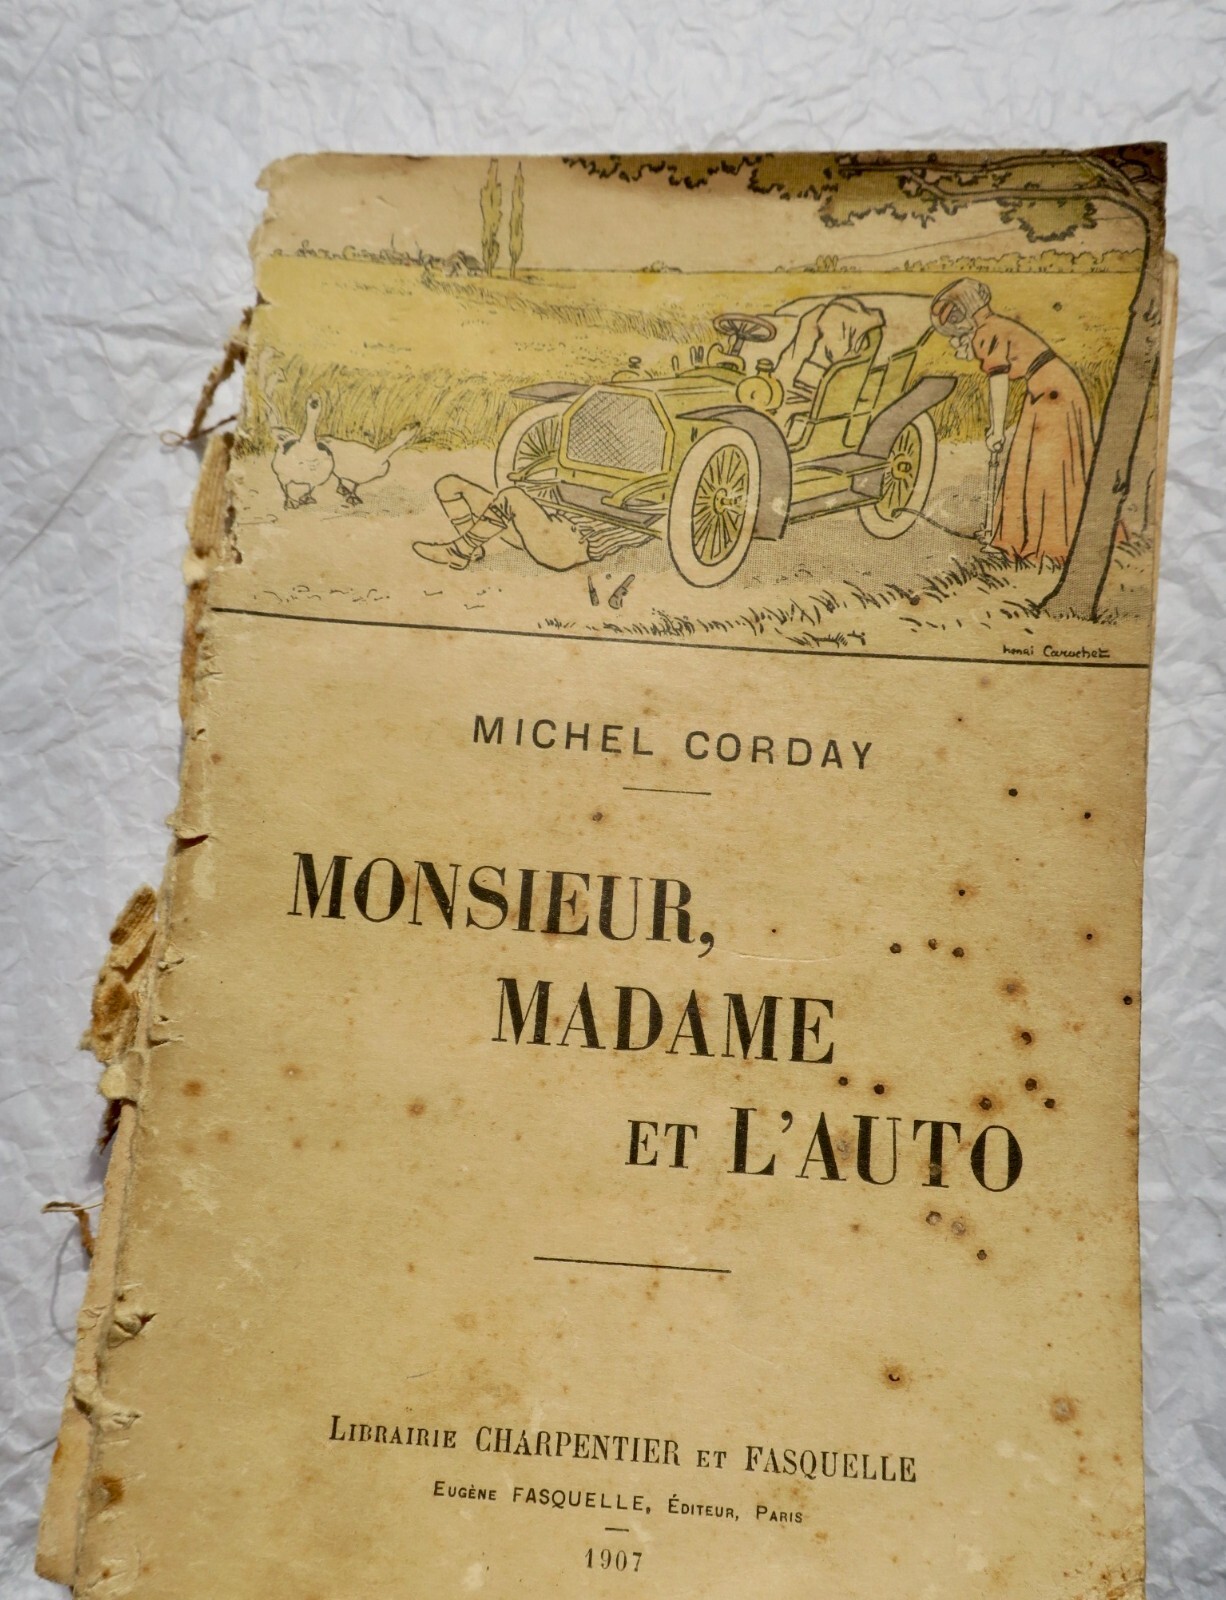 henri Caruchet
MICHEL CORDAY
MONSIEUR,
MADAME
ET L'AUTO
LIBRAIRIE CHARPENTIER ET FASQUELLE
EUGÈNE FASQUELLE, ÉDITEUR, PARIS
1907